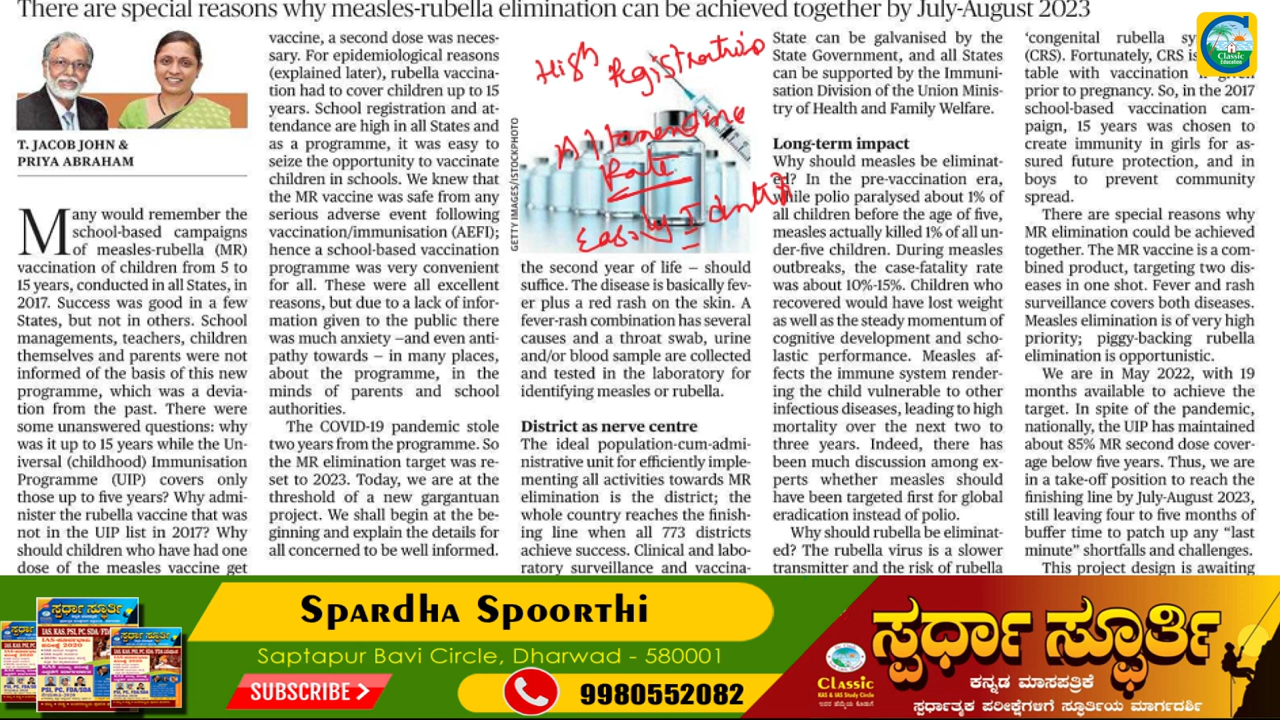 There are special reasons why measles-rubella elimination can be achieved together by July-August 2023
T. JACOB JOHN &
PRIYA ABRAHAM
Many would remember the
school-based campaigns
of measles-rubella (MR)
vaccination of children from 5 to
15 years, conducted in all States, in
2017. Success was good in a few
States, but not in others. School
managements, teachers, children
themselves and parents were not
informed of the basis of this new
programme, which was a devia-
tion from the past. There were
some unanswered questions: why
was it up to 15 years while the Un-
iversal (childhood) Immunisation
Programme (UIP) covers only
those up to five years? Why admi-
nister the rubella vaccine that was
not in the UIP list in 2017? Why
should children who have had one
dose of the measles vaccine get
vaccine, a second dose was neces-
sary. For epidemiological reasons
(explained later), rubella vaccina-
tion had to cover children up to 15
years. School registration and at-
tendance are high in all States and
as a programme, it was easy to
seize the opportunity to vaccinate
children in schools. We knew that
the MR vaccine was safe from any
serious adverse event following
vaccination/immunisation (AEFI);
hence a school-based vaccination
programme was very convenient
for all. These were all excellent
reasons, but due to a lack of infor-
mation given to the public there
was much anxiety —and even anti-
pathy towards — in many places,
about the programme, in the
minds of parents and school
authorities.
The COVID-19 pandemic stole
two years from the programme. So
the MR elimination target was re-
set to 2023. Today, we are at the
threshold of a new gargantuan
project. We shall begin at the be-
ginning and explain the details for
all concerned to be well informed.
High
Registration
Rate
Easily
GETTY IMAGES/ISTOCKPHOTO
the second year of life — should
suffice. The disease is basically fev-
er plus a red rash on the skin. A
fever-rash combination has several
causes and a throat swab, urine
and/or blood sample are collected
and tested in the laboratory for
identifying measles or rubella.
District as nerve centre
The ideal population-cum-admi-
nistrative unit for efficiently imple-
menting all activities towards MR
elimination is the district; the
whole country reaches the finish-
ing line when all 773 districts
achieve success. Clinical and labo-
ratory surveillance and vaccina-
State can be galvanised by the
State Government, and all States
can be supported by the Immuni-
sation Division of the Union Minis-
try of Health and Family Welfare.
Long-term impact
Why should measles be eliminat-
ed? In the pre-vaccination era,
while polio paralysed about 1% of
all children before the age of five,
measles actually killed 1% of all un-
der-five children. During measles
outbreaks, the case-fatality rate
was about 10%-15%. Children who
recovered would have lost weight
as well as the steady momentum of
cognitive development and scho-
lastic performance. Measles af-
fects the immune system render-
ing the child vulnerable to other
infectious diseases, leading to high
mortality over the next two to
three years. Indeed, there has
been much discussion among ex-
perts whether measles should
have been targeted first for global
eradication instead of polio.
Why should rubella be eliminat-
ed? The rubella virus is a slower
transmitter and the risk of rubella
'congenital rubella
(CRS). Fortunately, CRS is
table with vaccination
prior to pregnancy. So, in the 2017
school-based vaccination cam-
paign, 15 years was chosen to
create immunity in girls for as-
sured future protection, and in
boys to prevent community
spread.
There are special reasons why
MR elimination could be achieved
together. The MR vaccine is a com-
bined product, targeting two dis-
eases in one shot. Fever and rash
surveillance covers both diseases.
Measles elimination is of very high
priority; piggy-backing rubella
elimination is opportunistic.
We are in May 2022, with 19
months available to achieve the
target. In spite of the pandemic,
nationally, the UIP has maintained
about 85% MR second dose cover-
age below five years. Thus, we are
in a take-off position to reach the
finishing line by July-August 2023,
still leaving four to five months of
buffer time to patch up any "last
minute" shortfalls and challenges.
This project design is awaiting
Classic
Education
Spardha Spoorthi
Saptapur Bavi Circle, Dharwad - 580001
SUBSCRIBE
9980552082
ಸ್ಪರ್ಧಾ ಸ್ಫೂರ್ತಿ
ಕನ್ನಡ ಮಾಸಪತ್ರಿಕೆ
ಸ್ಪರ್ಧಾತ್ಮಕ ಪರೀಕ್ಷೆಗಳಿಗೆ ಸ್ಫೂರ್ತಿಯ ಮಾರ್ಗದರ್ಶಿ
Classic
KAS & IAS Study Circle